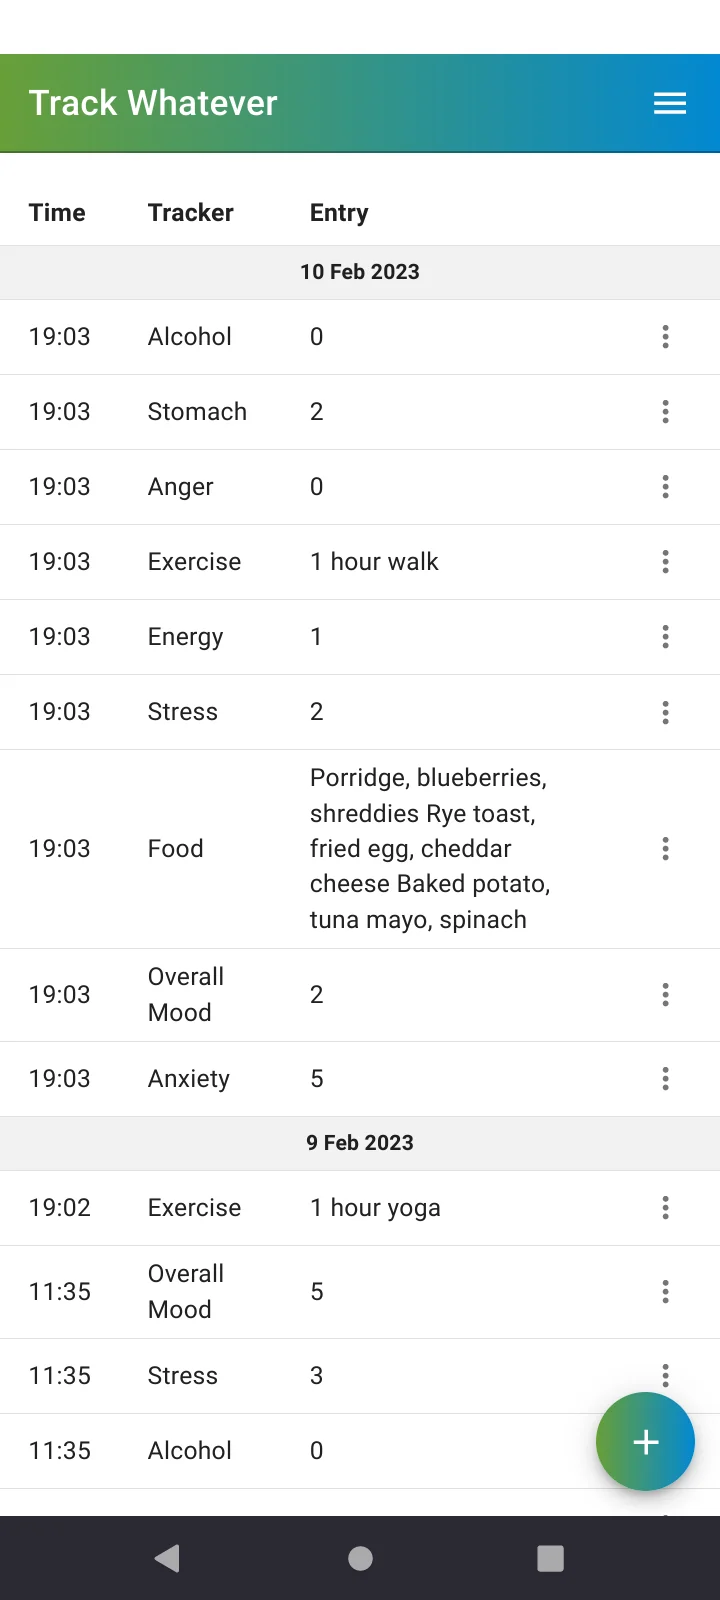 Track Whatever
Time Tracker Entry
10 Feb 2023
19:03 Alcohol 0
19:03 Stomach 2
19:03 Anger 0
19:03 Exercise 1 hour walk
19:03 Energy 1
19:03 Stress 2
19:03 Food Porridge, blueberries,
shreddies Rye toast,
fried egg, cheddar
cheese Baked potato,
tuna mayo, spinach
19:03 Overall
Mood 2
19:03 Anxiety 5
9 Feb 2023
19:02 Exercise 1 hour yoga
11:35 Overall
Mood 5
11:35 Stress 3
11:35 Alcohol 0